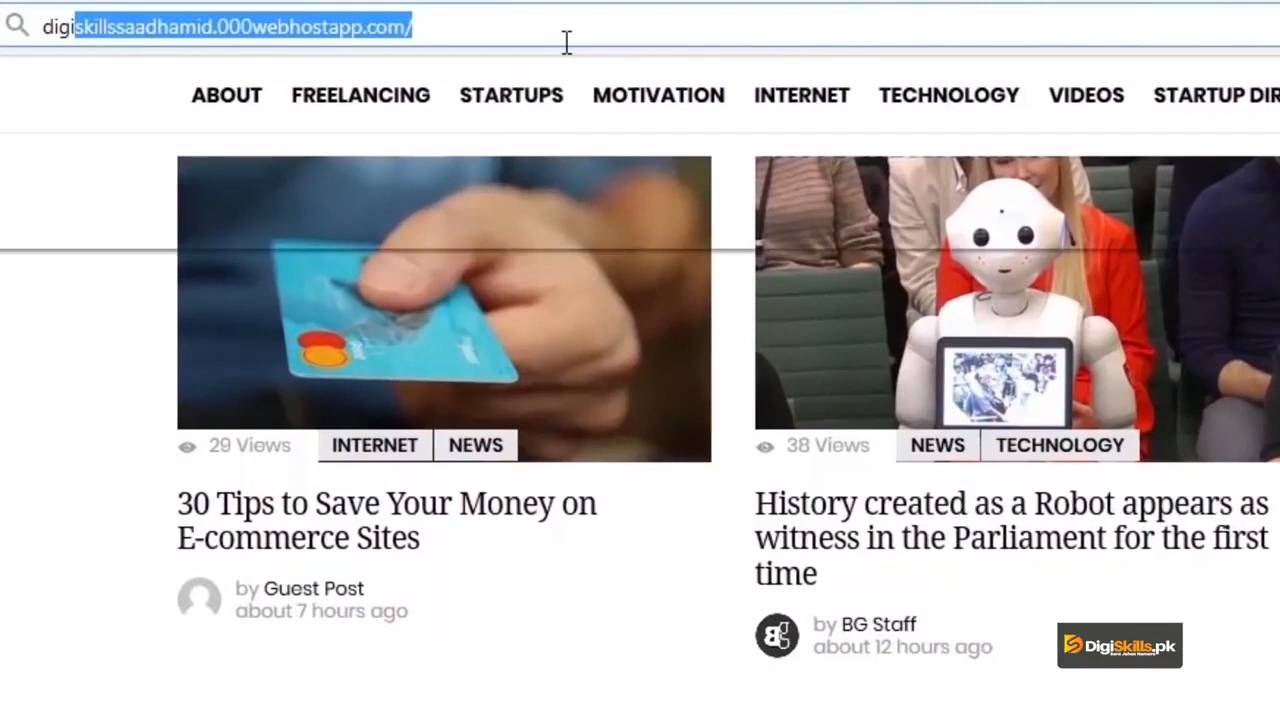 digiskillssaadhamid.000webhostapp.com/
ABOUT FREELANCING STARTUPS MOTIVATION INTERNET TECHNOLOGY VIDEOS STARTUP DIR
29 Views INTERNET NEWS
30 Tips to Save Your Money on
E-commerce Sites
by Guest Post
about 7 hours ago
38 Views NEWS TECHNOLOGY
History created as a Robot appears as
witness in the Parliament for the first
time
by BG Staff
about 12 hours ago
DigiSkills.pk